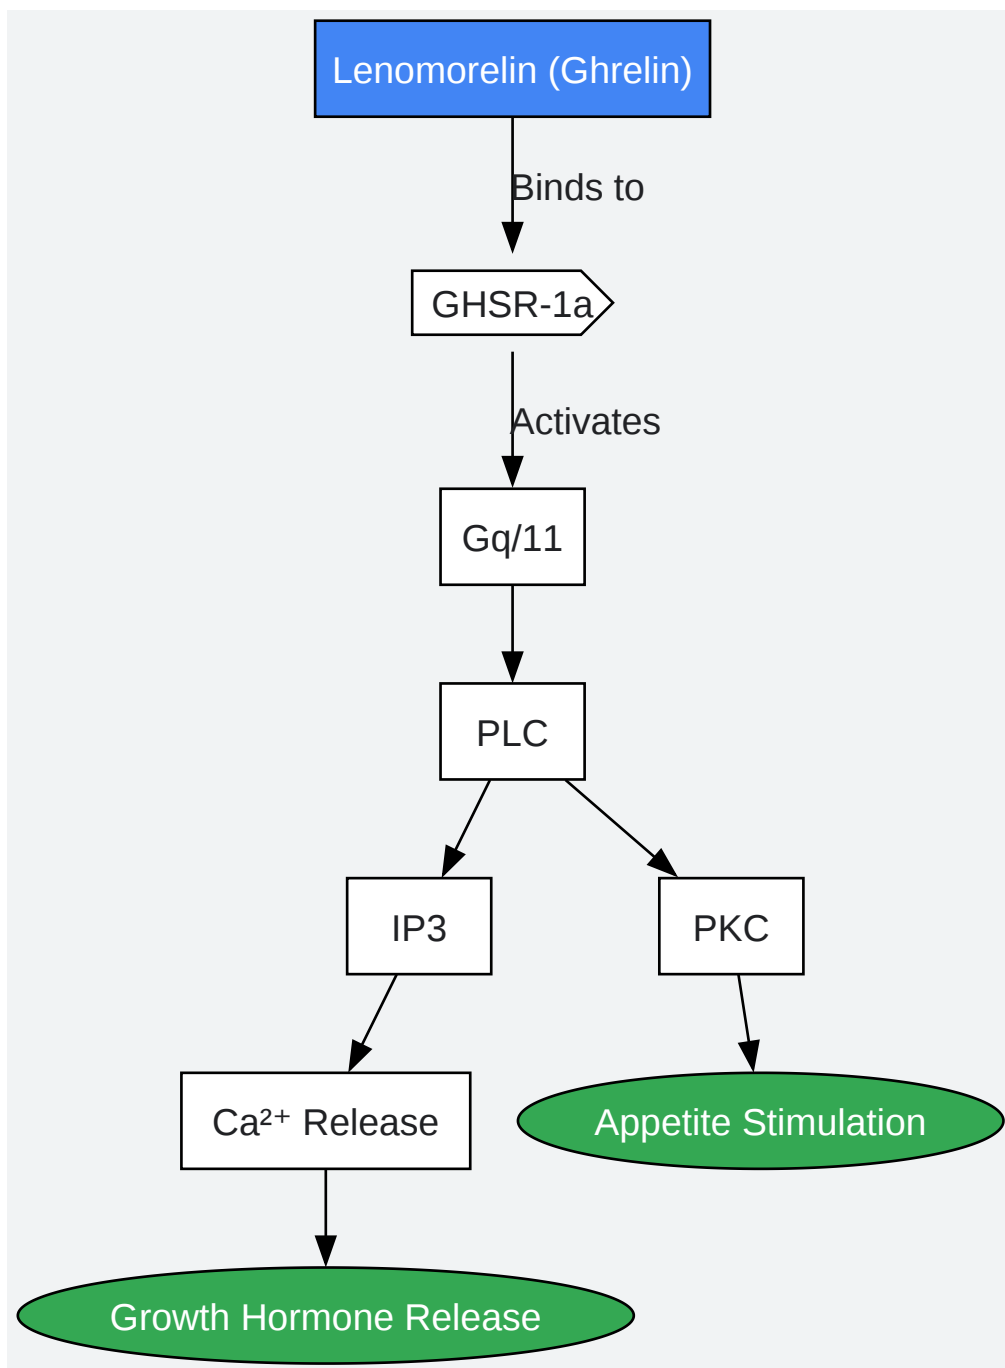 Lenomorelin (Ghrelin)
Binds to
GHSR-1a
Activates
Gq/11
PLC
IP3
PKC
Ca²⁺ Release
Appetite Stimulation
Growth Hormone Release